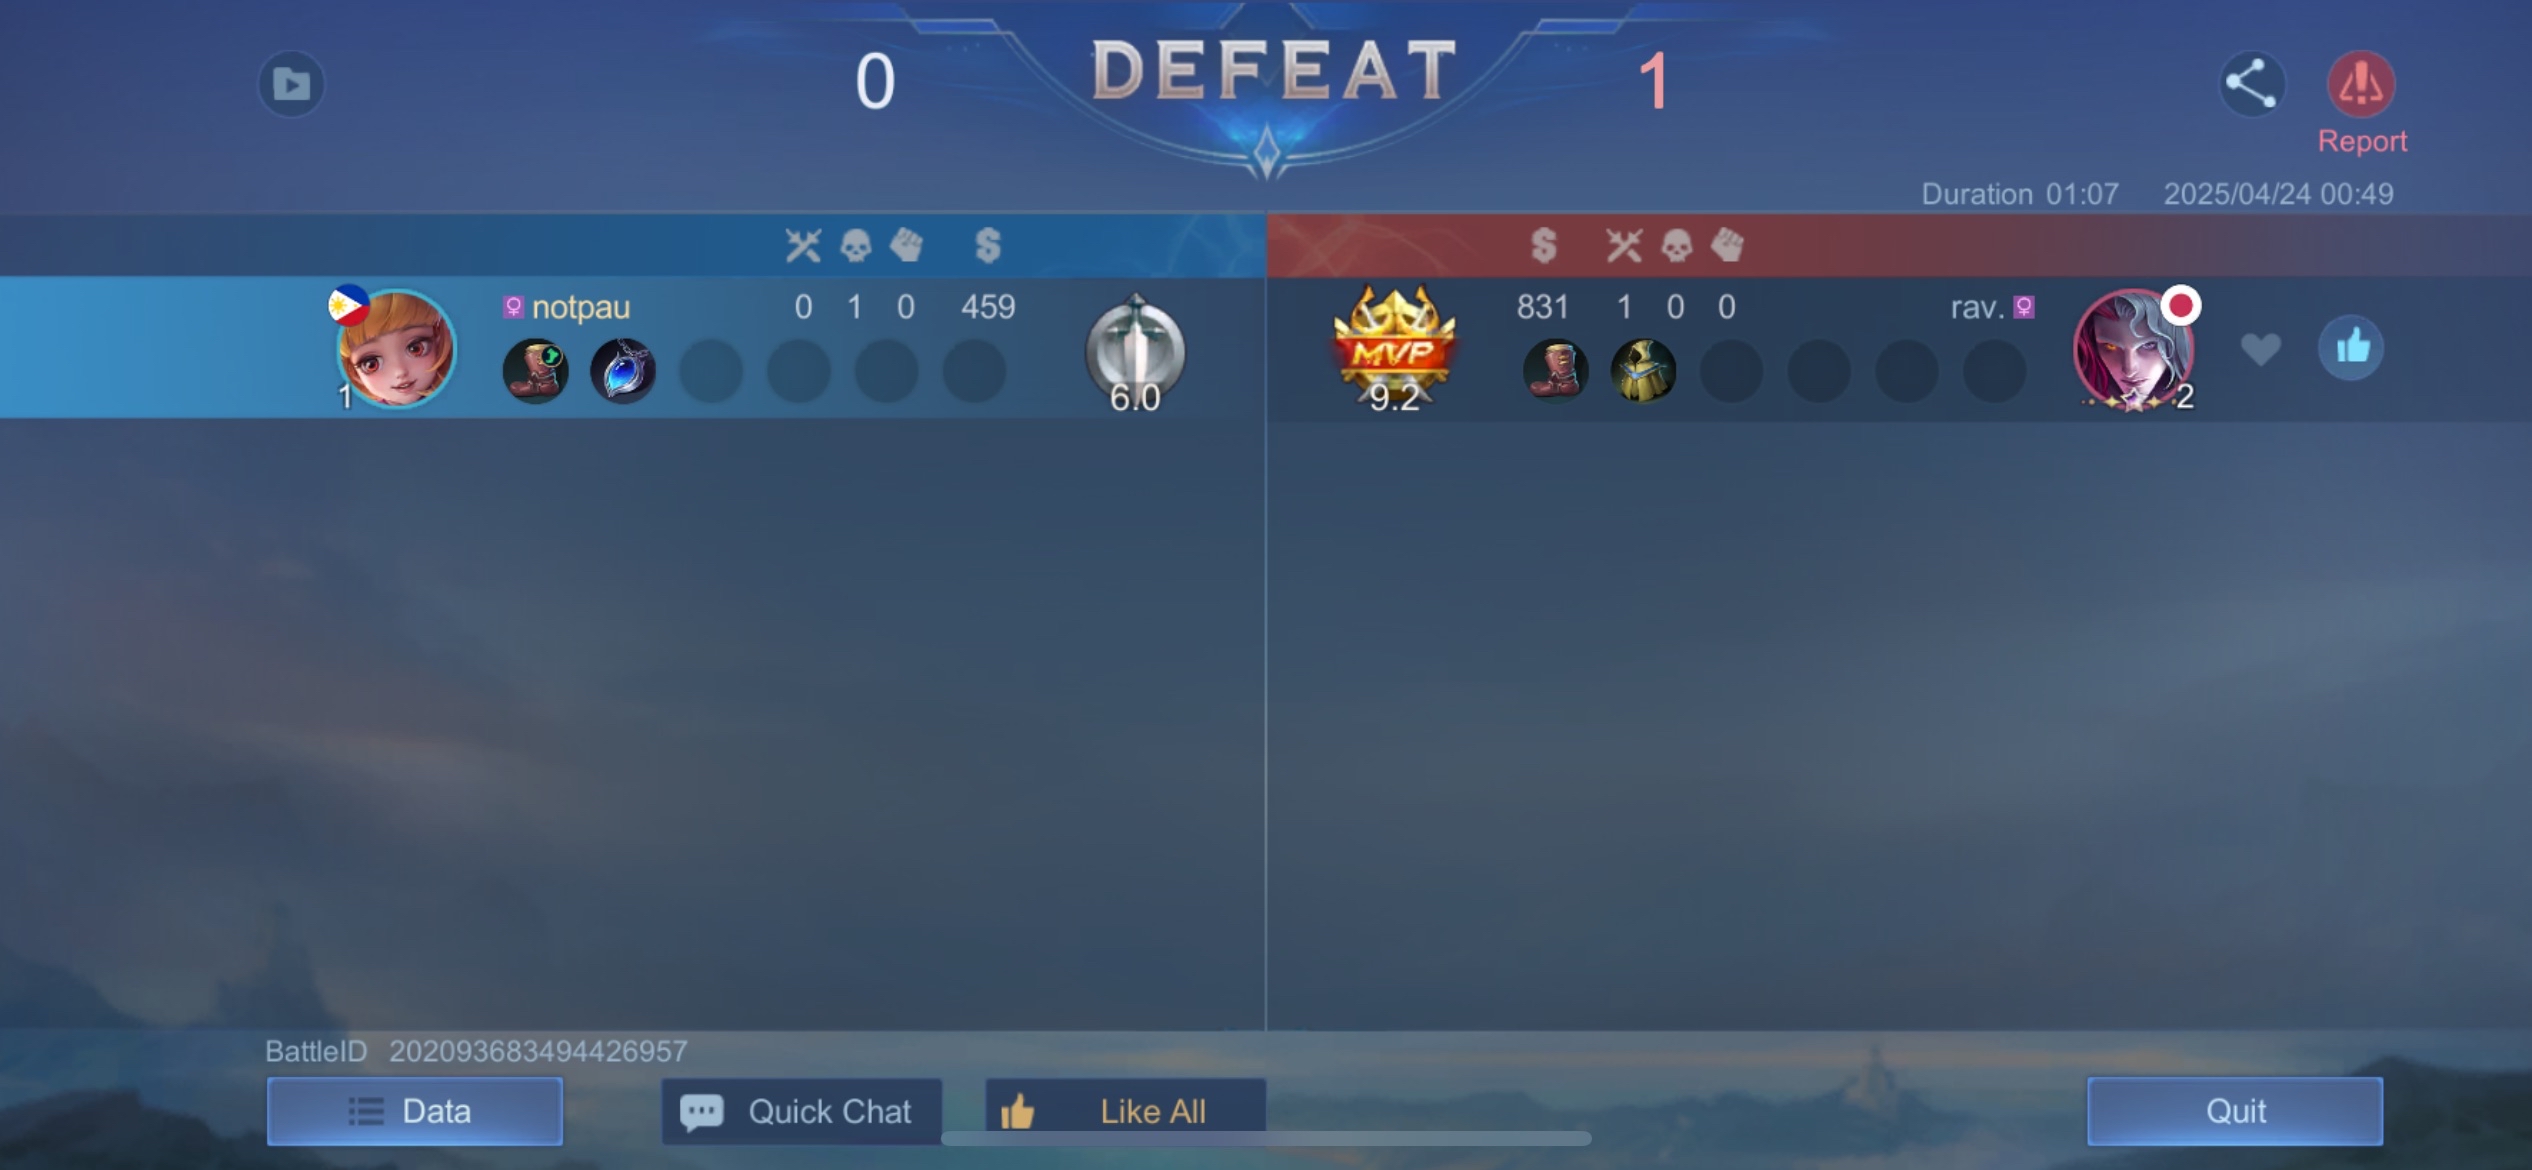 0 DEFEAT 1
Report
Duration 01:07 2025/04/24 00:49
notpau 0 1 0 459
1 6.0
831 1 0 0 rav.
MVP
9.2 2
BattleID 202093683494426957
Data Quick Chat Like All Quit